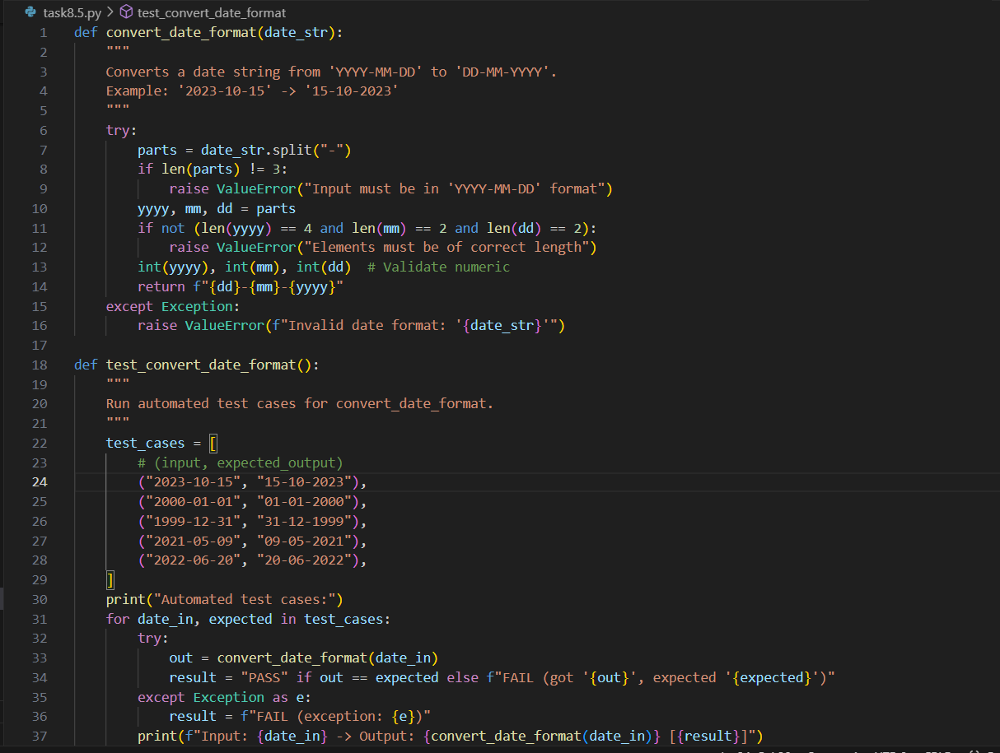 task8.5.py > test_convert_date_format
1 def convert_date_format(date_str):
2     """
3     Converts a date string from 'YYYY-MM-DD' to 'DD-MM-YYYY'.
4     Example: '2023-10-15' -> '15-10-2023'
5     """
6     try:
7         parts = date_str.split("-")
8         if len(parts) != 3:
9             raise ValueError("Input must be in 'YYYY-MM-DD' format")
10         yyyy, mm, dd = parts
11         if not (len(yyyy) == 4 and len(mm) == 2 and len(dd) == 2):
12             raise ValueError("Elements must be of correct length")
13         int(yyyy), int(mm), int(dd)  # Validate numeric
14         return f"{dd}-{mm}-{yyyy}"
15     except Exception:
16         raise ValueError(f"Invalid date format: '{date_str}'")
17
18 def test_convert_date_format():
19     """
20     Run automated test cases for convert_date_format.
21     """
22     test_cases = [
23         # (input, expected_output)
24         ("2023-10-15", "15-10-2023"),
25         ("2000-01-01", "01-01-2000"),
26         ("1999-12-31", "31-12-1999"),
27         ("2021-05-09", "09-05-2021"),
28         ("2022-06-20", "20-06-2022"),
29     ]
30     print("Automated test cases:")
31     for date_in, expected in test_cases:
32         try:
33             out = convert_date_format(date_in)
34             result = "PASS" if out == expected else f"FAIL (got '{out}', expected '{expected}')"
35         except Exception as e:
36             result = f"FAIL (exception: {e})"
37         print(f"Input: {date_in} -> Output: {convert_date_format(date_in)} [{result}]")